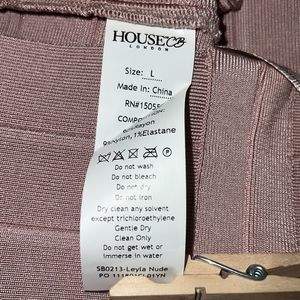 HOUSE CB
LONDON
Size: L
Made In: China
RN#15055
Do not wash
Do not bleach
Do not dry
Do not iron
Dry clean any solvent
except trichloroethylene
Gentle Dry
Clean Only
Do not get wet or
immerse in water
SB0213-Leyla Nude